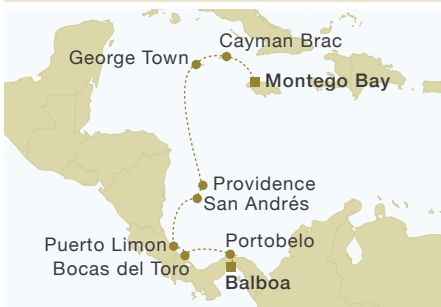 Cayman Brac
George Town
Montego Bay
Providence
San Andrés
Puerto Limon
Portobelo
Bocas del Toro
Balboa